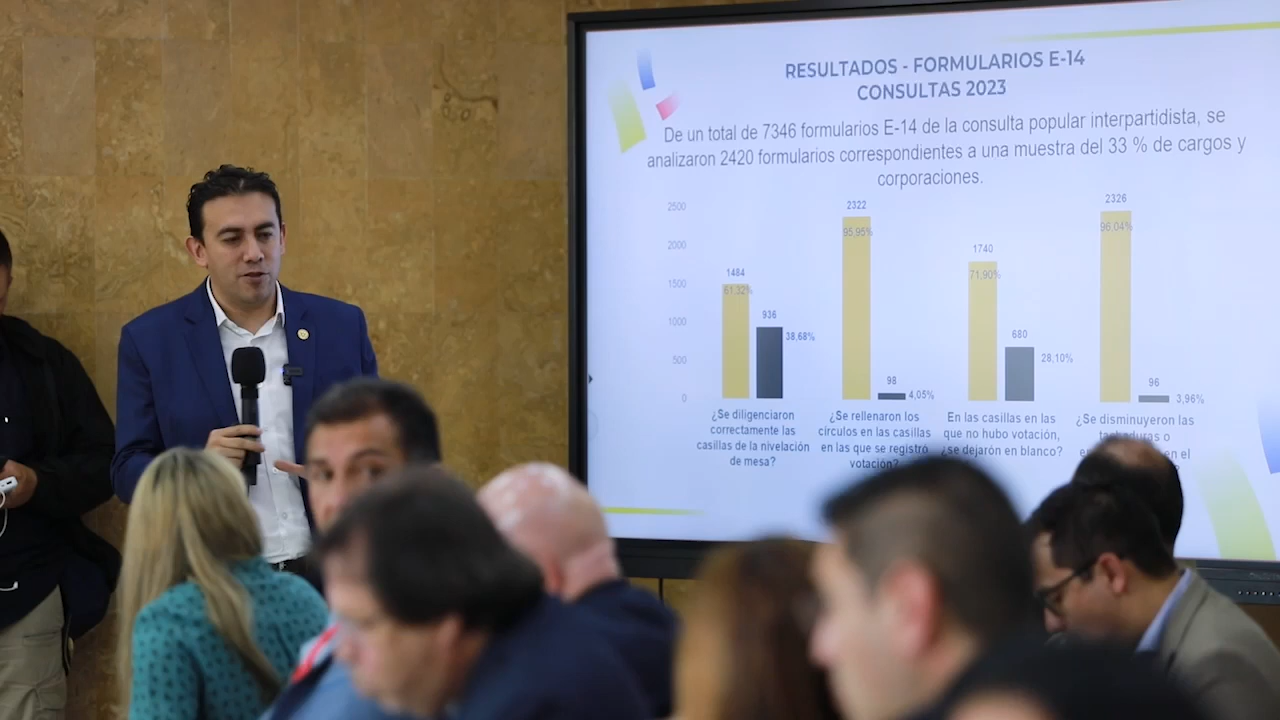 RESULTADOS - FORMULARIOS E-14
CONSULTAS 2023
De un total de 7346 formularios E-14 de la consulta popular interpartidista, se
analizaron 2420 formularios correspondientes a una muestra del 33 % de cargos y
corporaciones.
2500
2000
1500
1000
500
0
1484
61,32%
936
38,68%
2322
95,95%
98
4,05%
1740
71,90%
680
28,10%
2326
96,04%
96
3,96%
¿Se diligenciaron
correctamente las
casillas de la nivelación
de mesa?
¿Se rellenaron los
círculos en las casillas
en las que se registró
votación?
En las casillas en las
que no hubo votación,
¿se dejarón en blanco?
¿Se disminuyeron las
o
en el
?